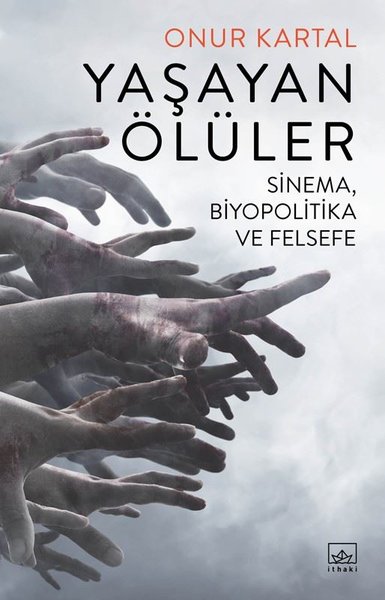 ONUR KARTAL
YAŞAYAN
ÖLÜLER
SİNEMA,
BİYOPOLİTİKA
VE FELSEFE
ithaki